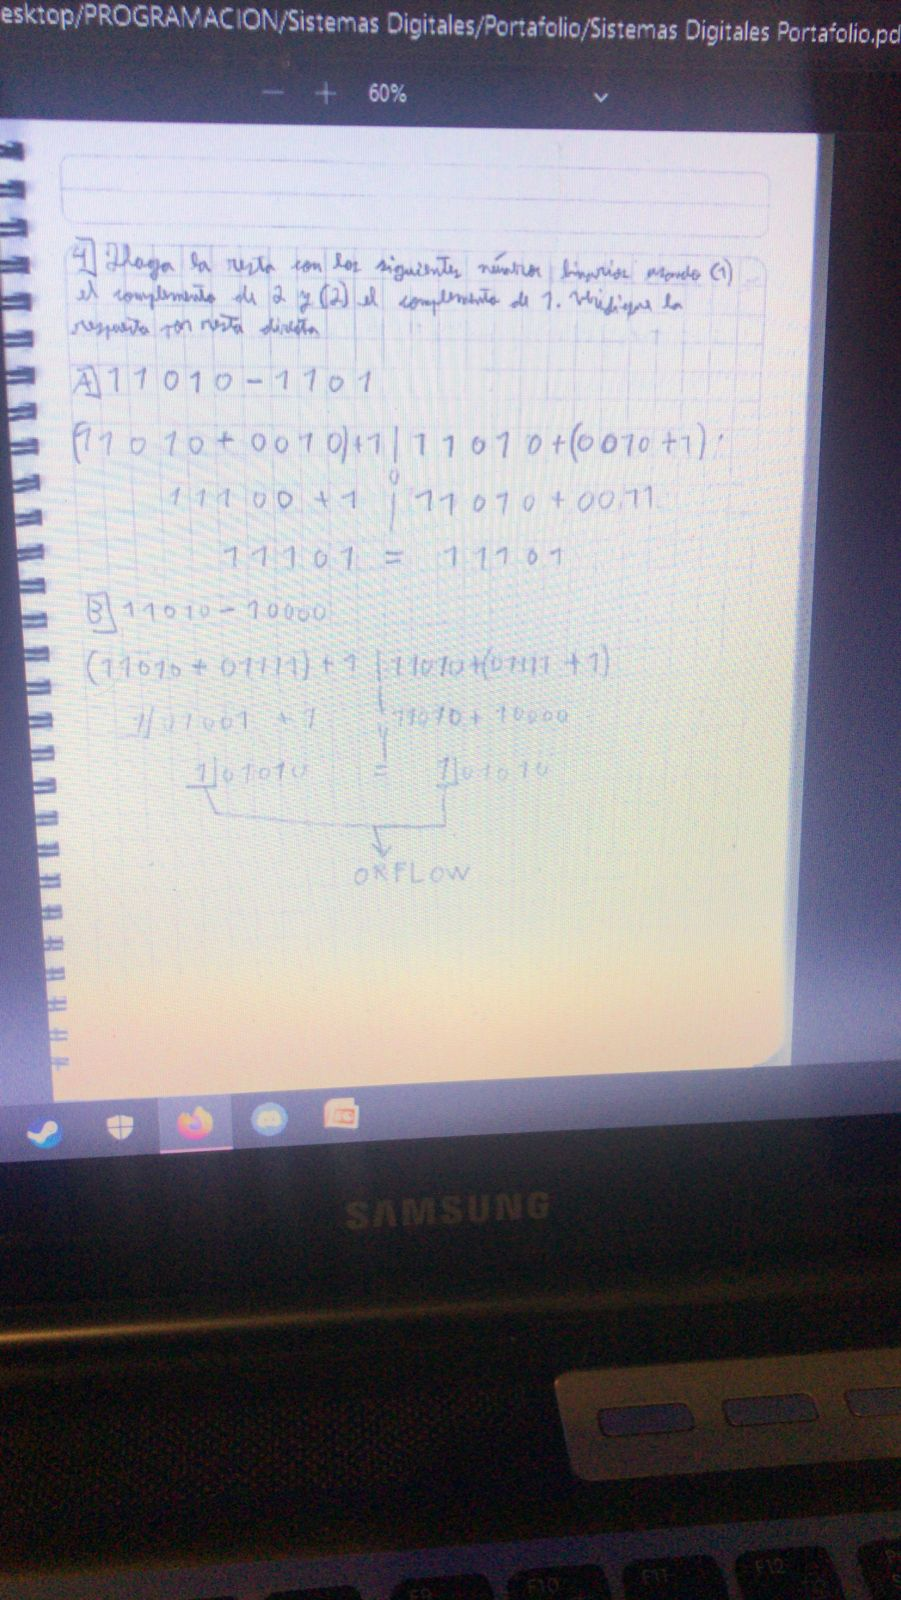 esktop/PROGRAMACION/Sistemas Digitales/Portafolio/Sistemas Digitales Portafolio.pd
60%
4] Haga la resta con los siguientes números binarios usando (1)
el complemento de 2 y (2) el complemento de 1. Verifique la
respuesta con resta directa
A] 11010 - 1101
(11010 + 0010) + 1 | 11010 + (0010 + 1)
11100 + 1 | 11010 + 0011
11101 = 11101
B] 11010 - 10000
(11010 + 01111) + 1 | 11010 + (01111 + 1)
1|01001 + 1 | 11010 + 10000
1|01010 = 1|01010
SAMSUNG
F10 F11 F12